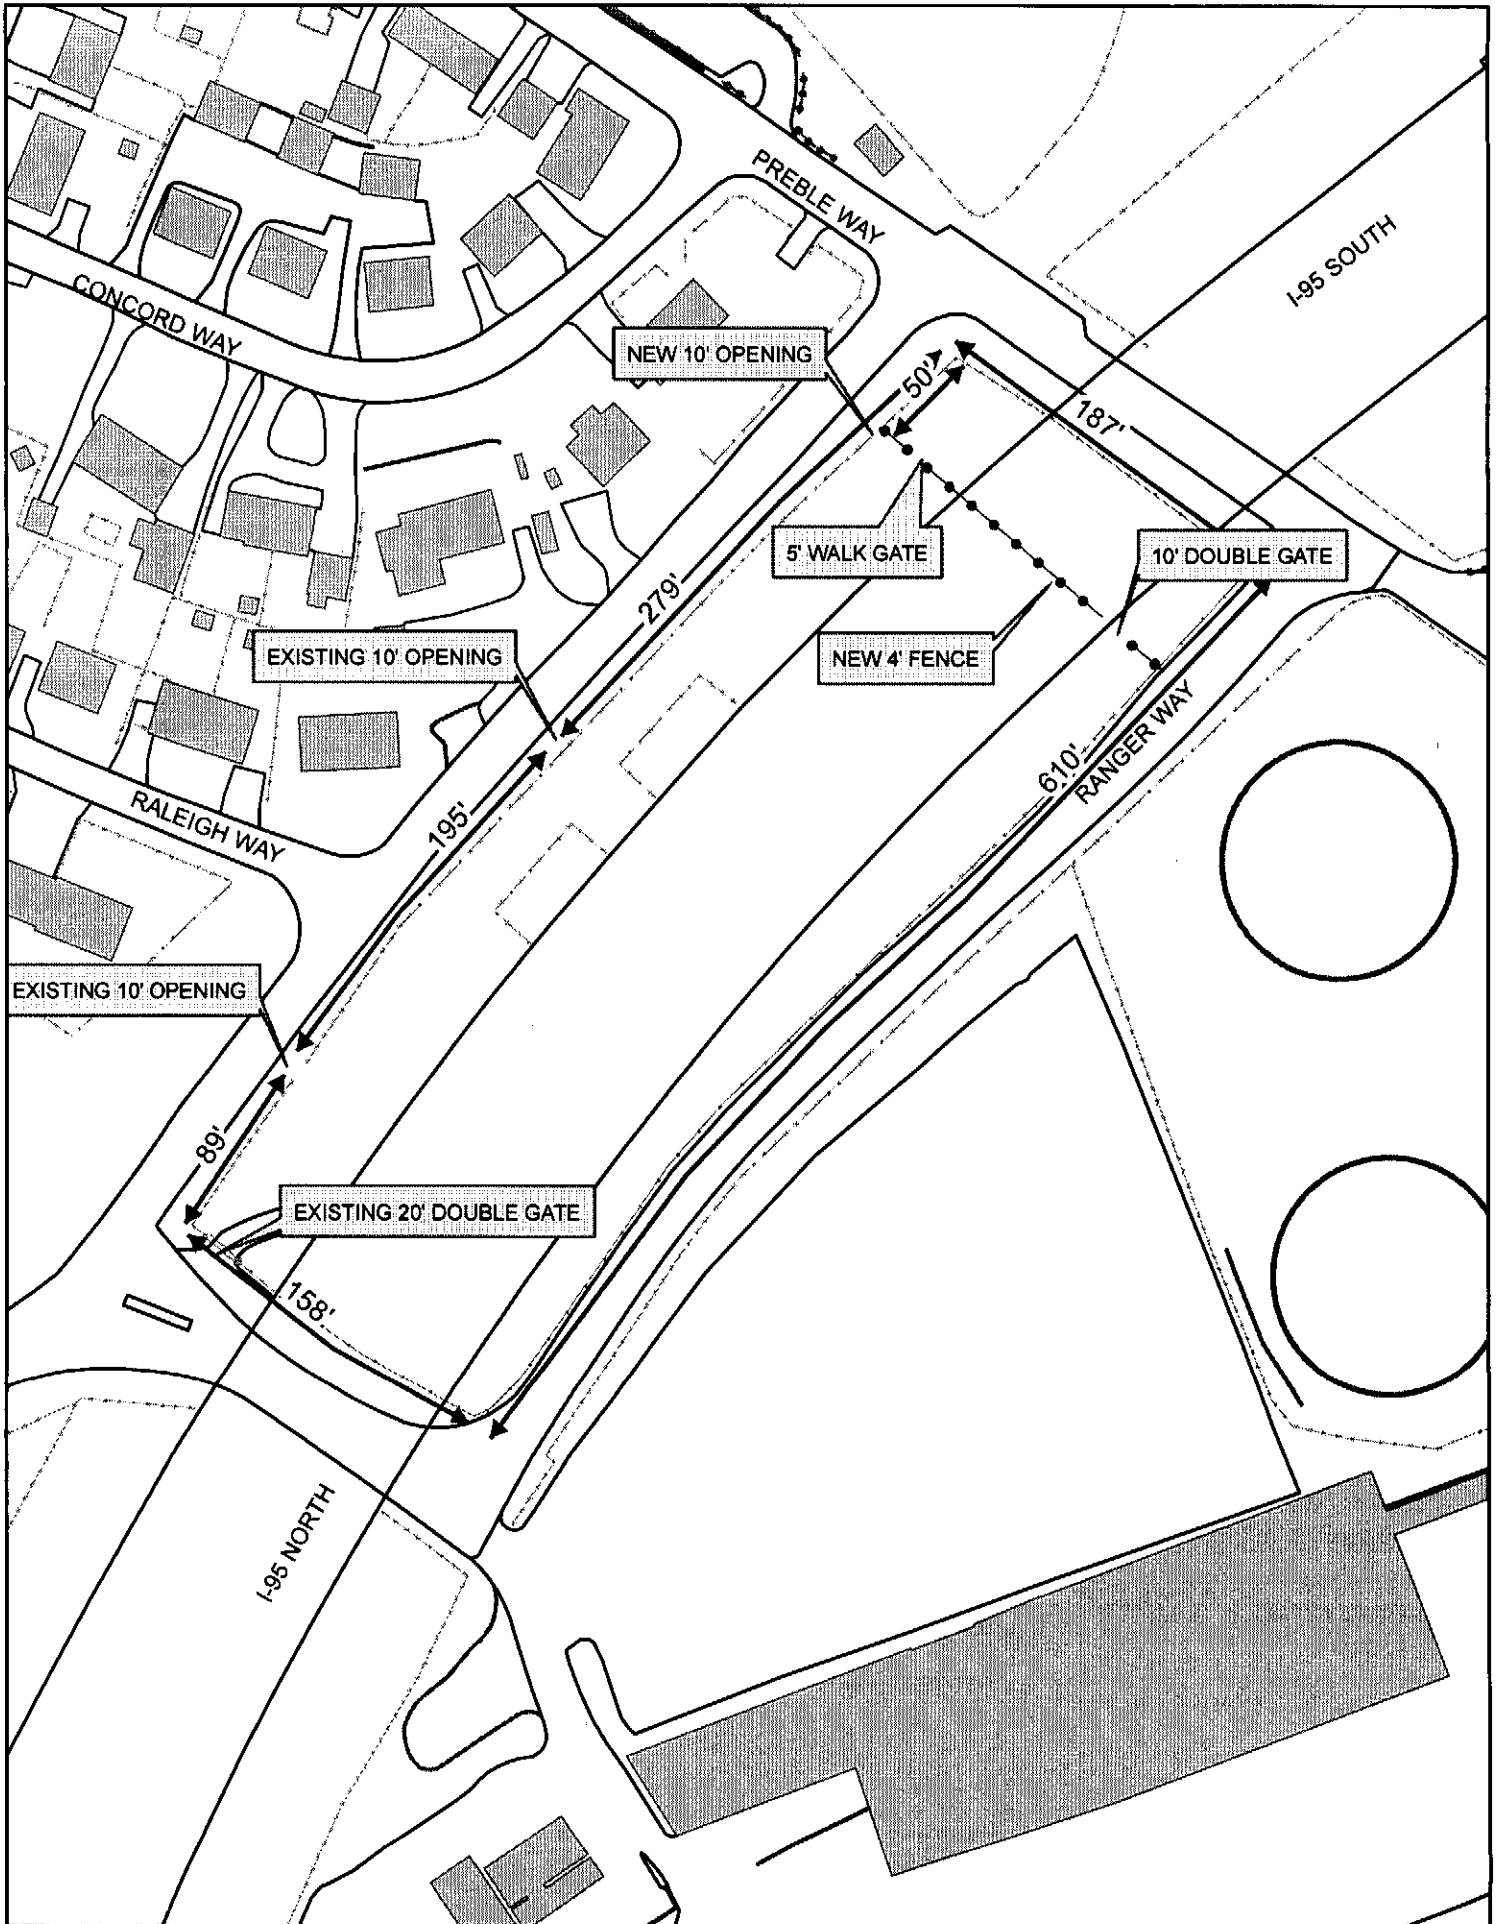 PREBLE WAY
I-95 SOUTH
CONCORD WAY
NEW 10' OPENING
50'
187'
5' WALK GATE
10' DOUBLE GATE
279'
EXISTING 10' OPENING
NEW 4' FENCE
610'
RANGER WAY
195'
RALEIGH WAY
EXISTING 10' OPENING
89'
EXISTING 20' DOUBLE GATE
158'
I-95 NORTH